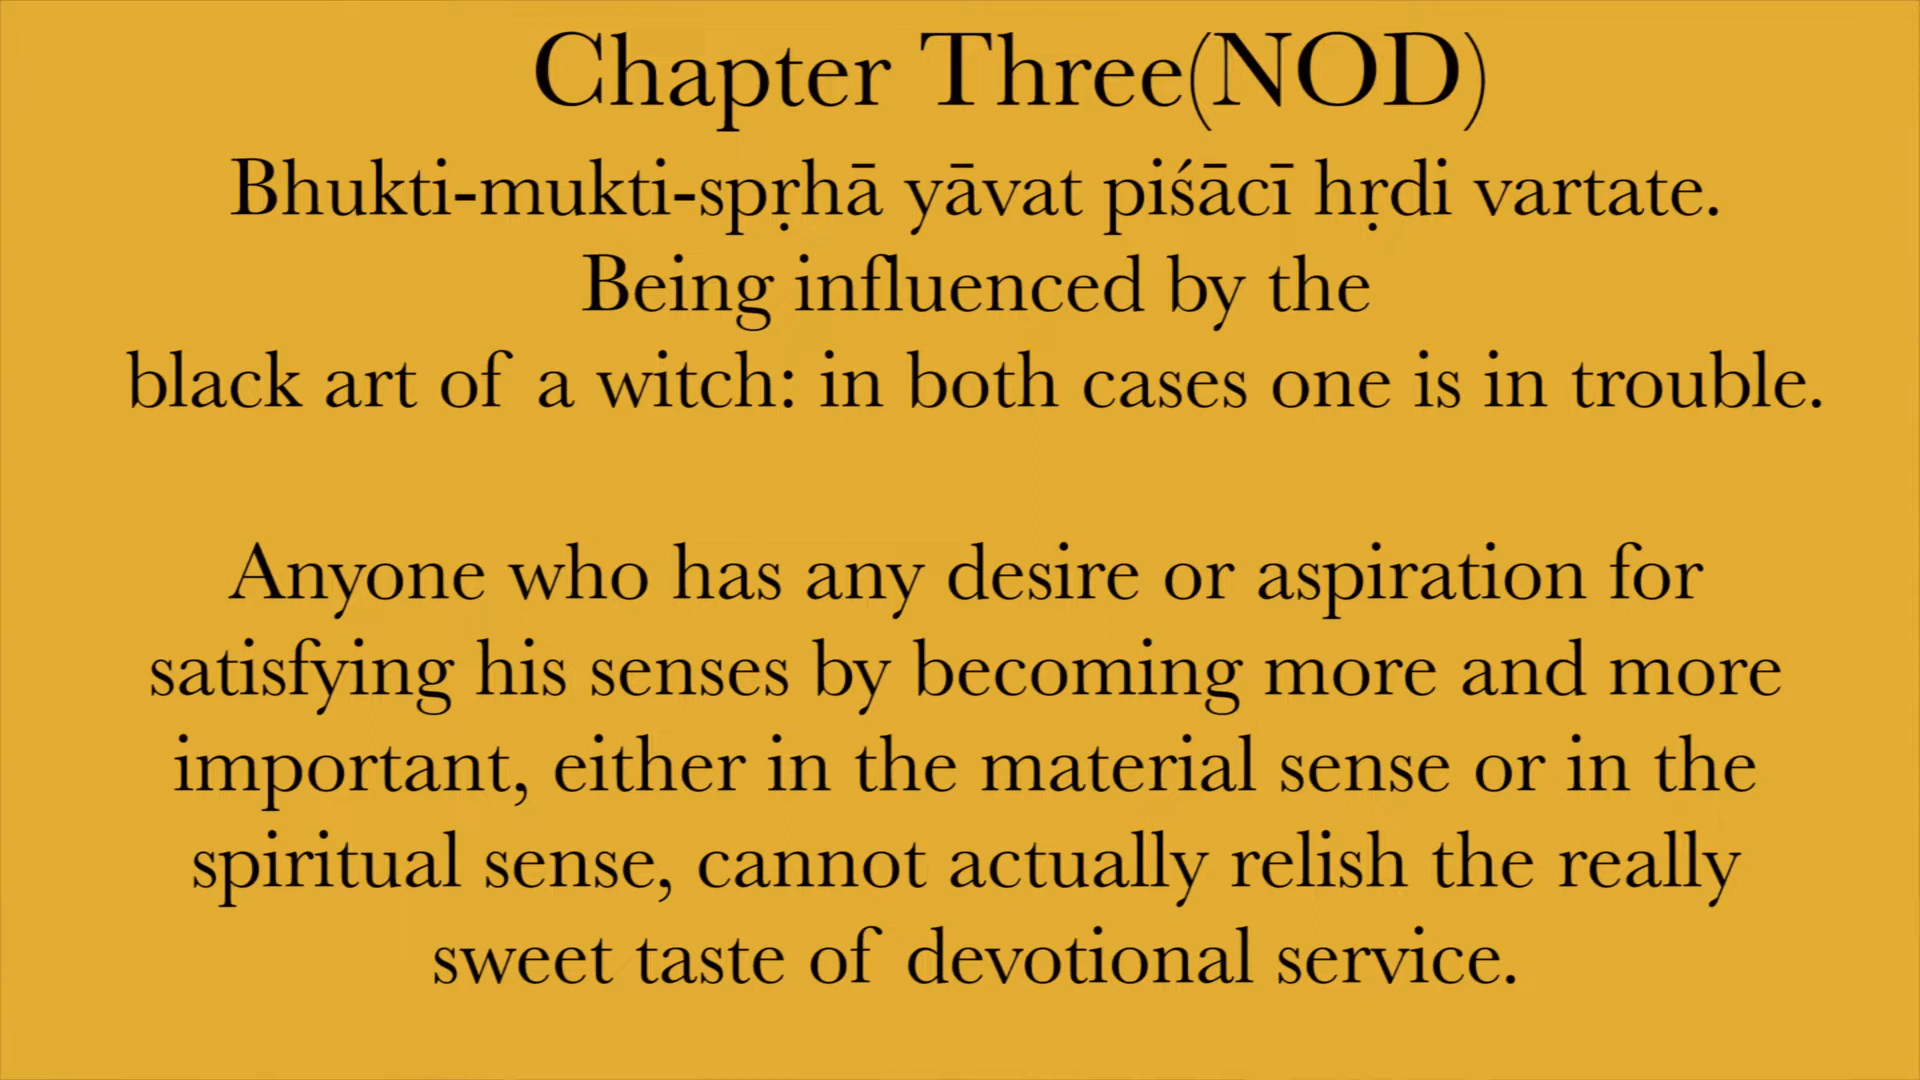 Chapter Three(NOD)
Bhukti-mukti-spṛhā yāvat piśācī hṛdi vartate.
Being influenced by the
black art of a witch: in both cases one is in trouble.
Anyone who has any desire or aspiration for
satisfying his senses by becoming more and more
important, either in the material sense or in the
spiritual sense, cannot actually relish the really
sweet taste of devotional service.